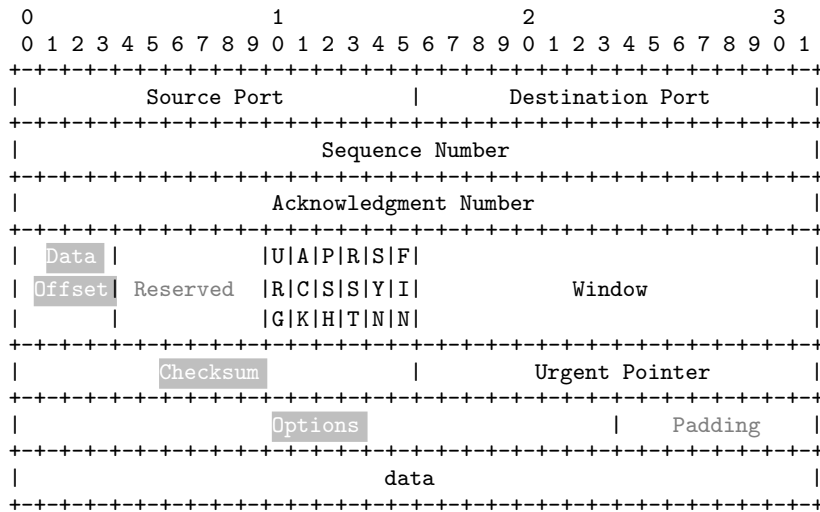 0                   1                   2                   3
0 1 2 3 4 5 6 7 8 9 0 1 2 3 4 5 6 7 8 9 0 1 2 3 4 5 6 7 8 9 0 1
+-+-+-+-+-+-+-+-+-+-+-+-+-+-+-+-+-+-+-+-+-+-+-+-+-+-+-+-+-+-+-+-+
|          Source Port          |       Destination Port        |
+-+-+-+-+-+-+-+-+-+-+-+-+-+-+-+-+-+-+-+-+-+-+-+-+-+-+-+-+-+-+-+-+
|                        Sequence Number                        |
+-+-+-+-+-+-+-+-+-+-+-+-+-+-+-+-+-+-+-+-+-+-+-+-+-+-+-+-+-+-+-+-+
|                    Acknowledgment Number                      |
+-+-+-+-+-+-+-+-+-+-+-+-+-+-+-+-+-+-+-+-+-+-+-+-+-+-+-+-+-+-+-+-+
|  Data |           |U|A|P|R|S|F|                               |
| Offset| Reserved  |R|C|S|S|Y|I|            Window             |
|       |           |G|K|H|T|N|N|                               |
+-+-+-+-+-+-+-+-+-+-+-+-+-+-+-+-+-+-+-+-+-+-+-+-+-+-+-+-+-+-+-+-+
|           Checksum            |         Urgent Pointer        |
+-+-+-+-+-+-+-+-+-+-+-+-+-+-+-+-+-+-+-+-+-+-+-+-+-+-+-+-+-+-+-+-+
|                    Options                    |    Padding    |
+-+-+-+-+-+-+-+-+-+-+-+-+-+-+-+-+-+-+-+-+-+-+-+-+-+-+-+-+-+-+-+-+
|                             data                              |
+-+-+-+-+-+-+-+-+-+-+-+-+-+-+-+-+-+-+-+-+-+-+-+-+-+-+-+-+-+-+-+-+